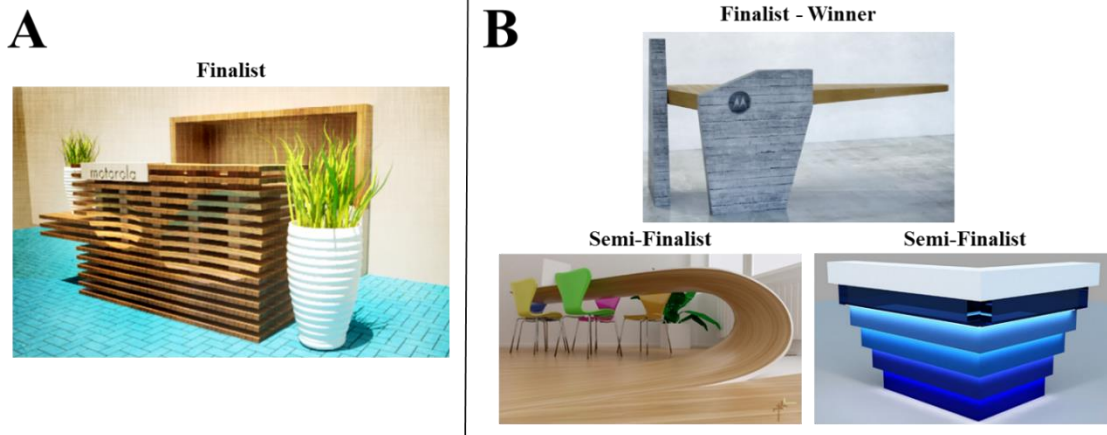 A
Finalist
motorola
B
Finalist - Winner
Semi-Finalist
Semi-Finalist